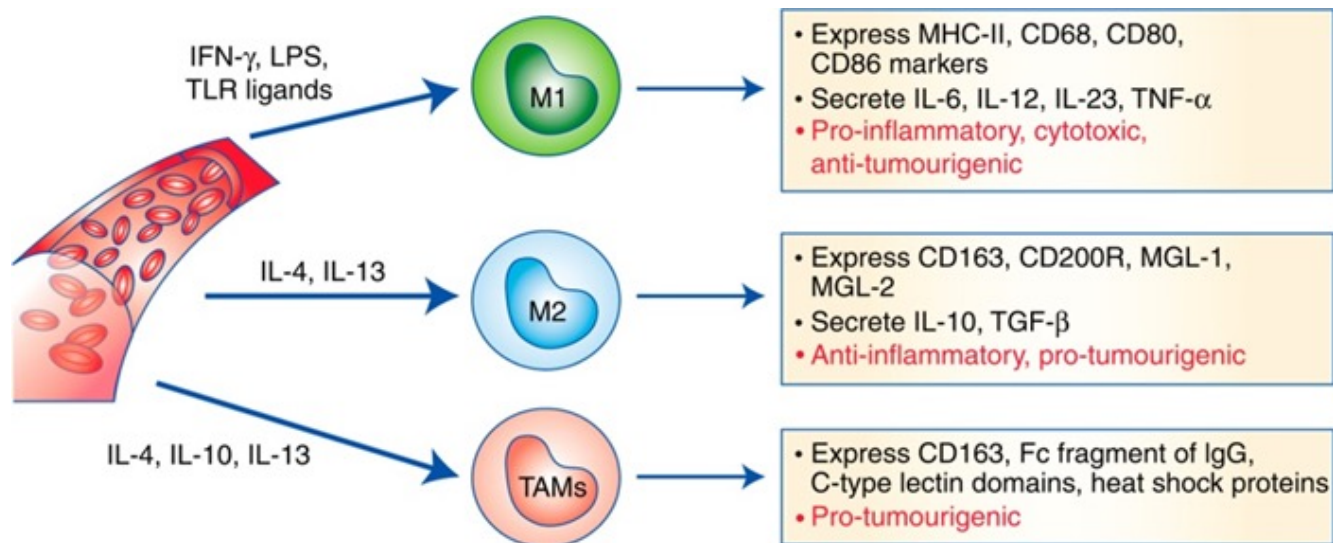 IFN-γ, LPS,
TLR ligands
M1
• Express MHC-II, CD68, CD80,
CD86 markers
• Secrete IL-6, IL-12, IL-23, TNF-α
• Pro-inflammatory, cytotoxic,
anti-tumourigenic
IL-4, IL-13
M2
• Express CD163, CD200R, MGL-1,
MGL-2
• Secrete IL-10, TGF-β
• Anti-inflammatory, pro-tumourigenic
IL-4, IL-10, IL-13
TAMs
• Express CD163, Fc fragment of IgG,
C-type lectin domains, heat shock proteins
• Pro-tumourigenic